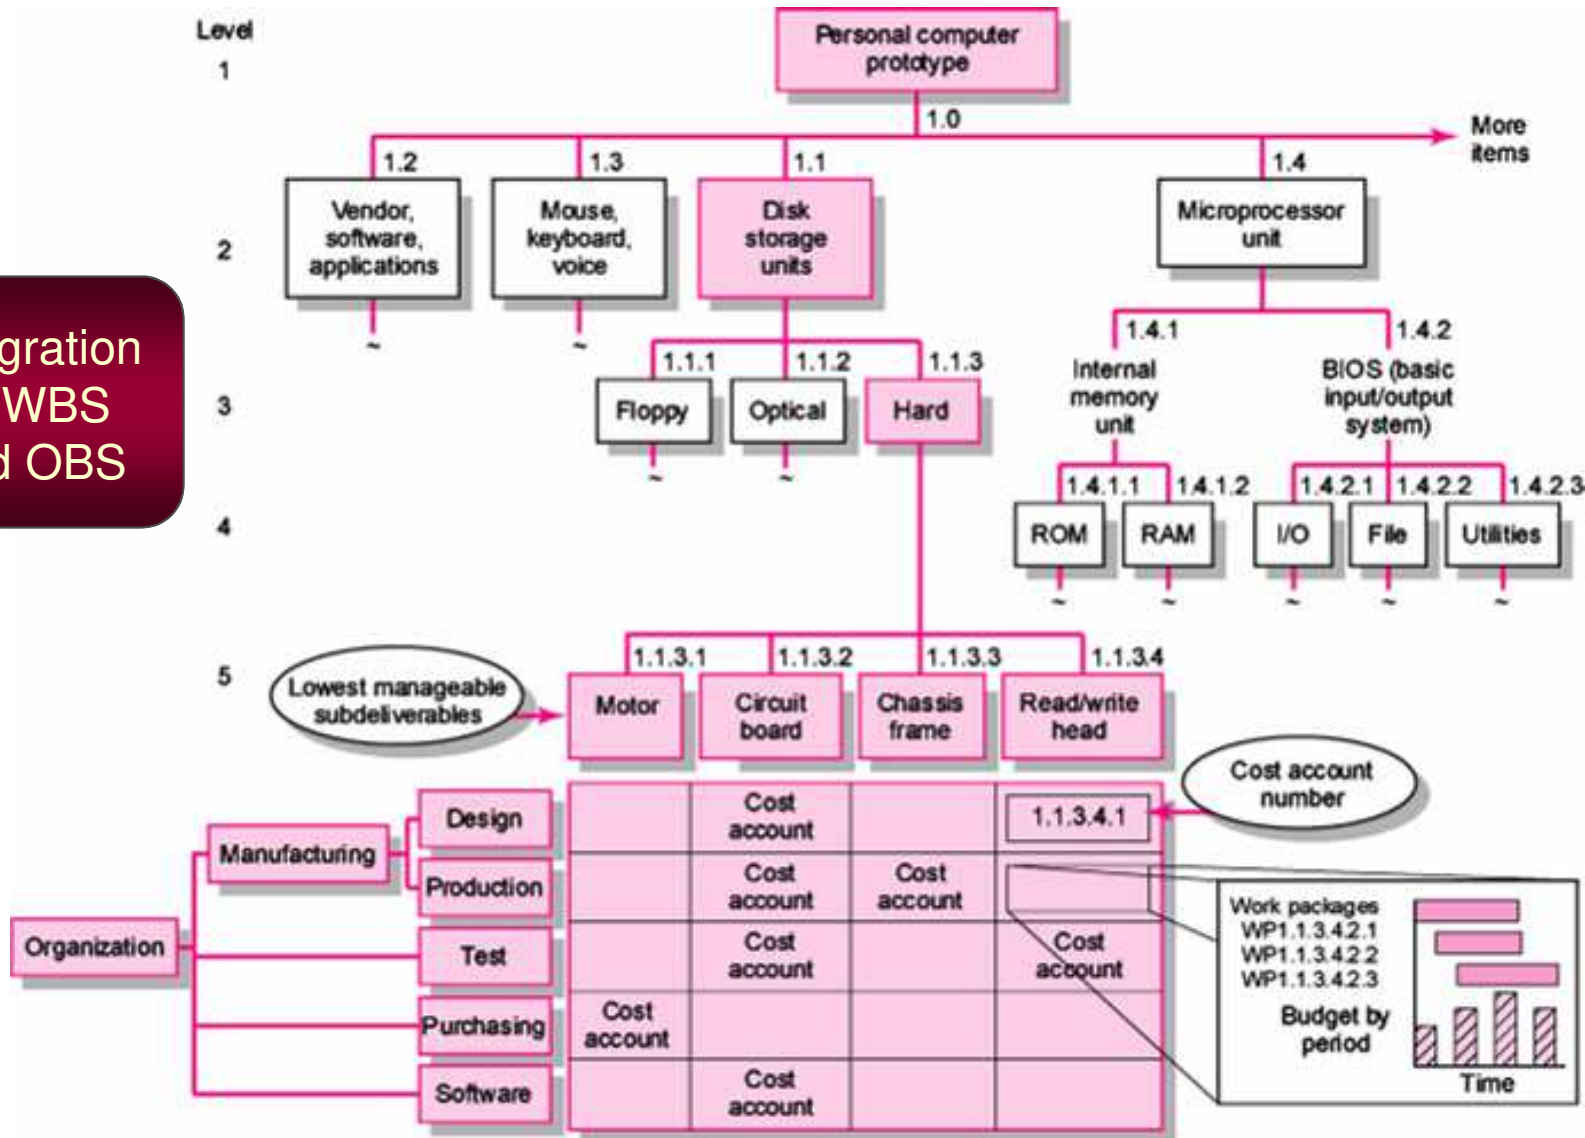 Level
1
Personal computer
prototype
1.0
More
items
1.2
1.3
1.1
1.4
2
Vendor,
software,
applications
Mouse,
keyboard,
voice
Disk
storage
units
Microprocessor
unit
~
~
gration
WBS
d OBS
3
1.1.1
1.1.2
1.1.3
Floppy
Optical
Hard
~
~
1.4.1
1.4.2
Internal
memory
unit
BIOS (basic
input/output
system)
4
1.4.1.1
1.4.1.2
1.4.2.1
1.4.2.2
1.4.2.3
ROM
RAM
I/O
File
Utilities
~
~
~
~
~
5
Lowest manageable
subdeliverables
1.1.3.1
1.1.3.2
1.1.3.3
1.1.3.4
Motor
Circuit
board
Chassis
frame
Read/write
head
Cost account
number
Organization
Manufacturing
Design
Cost
account
1.1.3.4.1
Production
Cost
account
Cost
account
Test
Cost
account
Cost
account
Purchasing
Cost
account
Software
Cost
account
Work packages
WP1.1.3.4.2.1
WP1.1.3.4.2.2
WP1.1.3.4.2.3
Budget by
period
Time